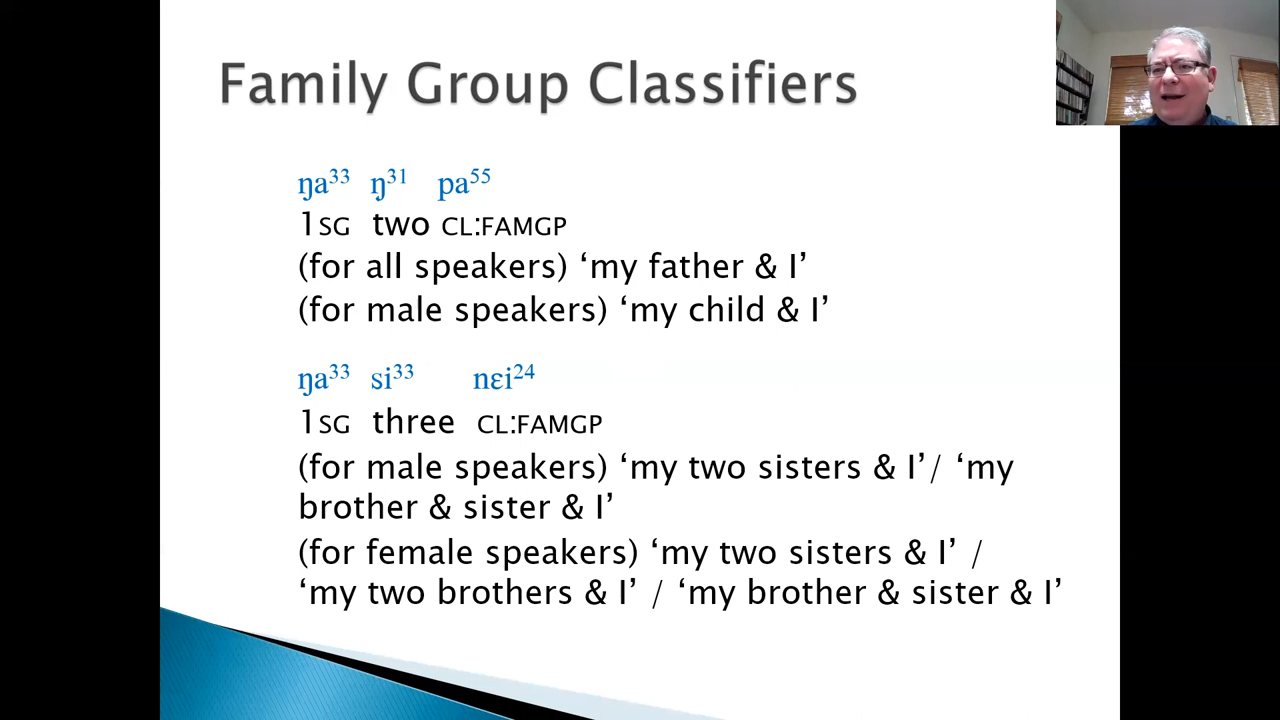 Family Group Classifiers
ŋa³³ ŋ³¹ pa⁵⁵
1SG two CL:FAMGP
(for all speakers) ‘my father & I’
(for male speakers) ‘my child & I’
ŋa³³ si³³ nɛi²⁴
1SG three CL:FAMGP
(for male speakers) ‘my two sisters & I’/ ‘my
brother & sister & I’
(for female speakers) ‘my two sisters & I’ /
‘my two brothers & I’ / ‘my brother & sister & I’